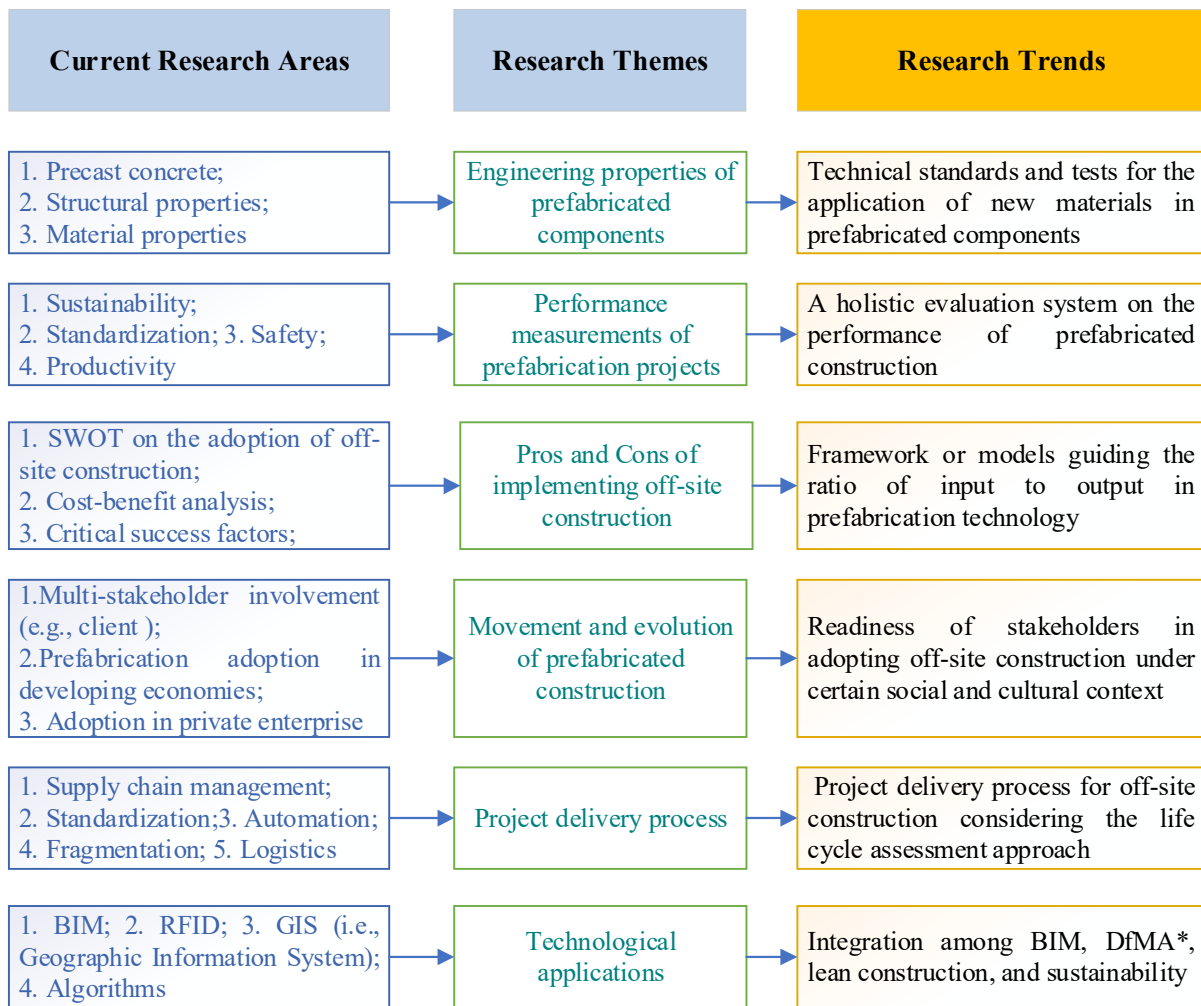 Current Research Areas
Research Themes
Research Trends
1. Precast concrete;
2. Structural properties;
3. Material properties
Engineering properties of
prefabricated
components
Technical standards and tests for the
application of new materials in
prefabricated components
1. Sustainability;
2. Standardization; 3. Safety;
4. Productivity
Performance
measurements of
prefabrication projects
A holistic evaluation system on the
performance of prefabricated
construction
1. SWOT on the adoption of off-
site construction;
2. Cost-benefit analysis;
3. Critical success factors;
Pros and Cons of
implementing off-site
construction
Framework or models guiding the
ratio of input to output in
prefabrication technology
1.Multi-stakeholder involvement
(e.g., client );
2.Prefabrication adoption in
developing economies;
3. Adoption in private enterprise
Movement and evolution
of prefabricated
construction
Readiness of stakeholders in
adopting off-site construction under
certain social and cultural context
1. Supply chain management;
2. Standardization;3. Automation;
4. Fragmentation; 5. Logistics
Project delivery process
Project delivery process for off-site
construction considering the life
cycle assessment approach
1. BIM; 2. RFID; 3. GIS (i.e.,
Geographic Information System);
4. Algorithms
Technological
applications
Integration among BIM, DfMA*,
lean construction, and sustainability